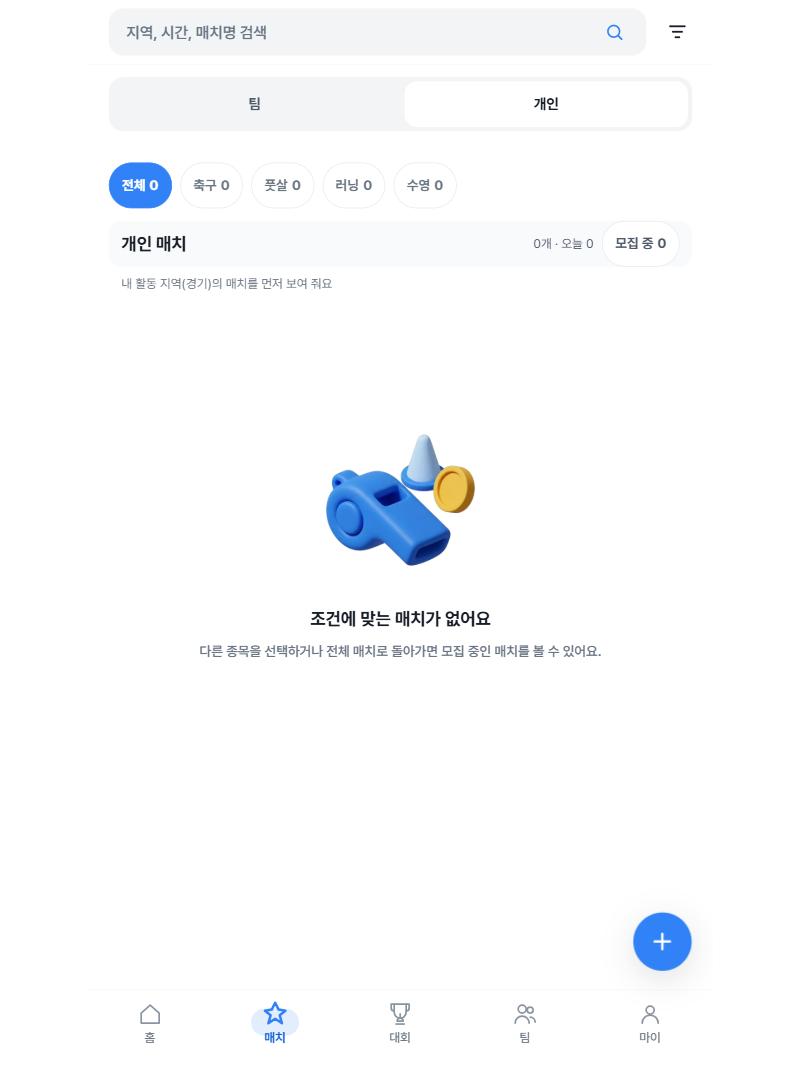 지역, 시간, 매치명 검색
팀 개인
전체 0 축구 0 풋살 0 러닝 0 수영 0
개인 매치 0개 · 오늘 0 모집 중 0
내 활동 지역(경기)의 매치를 먼저 보여 줘요
조건에 맞는 매치가 없어요
다른 종목을 선택하거나 전체 매치로 돌아가면 모집 중인 매치를 볼 수 있어요.
홈 매치 대회 팀 마이